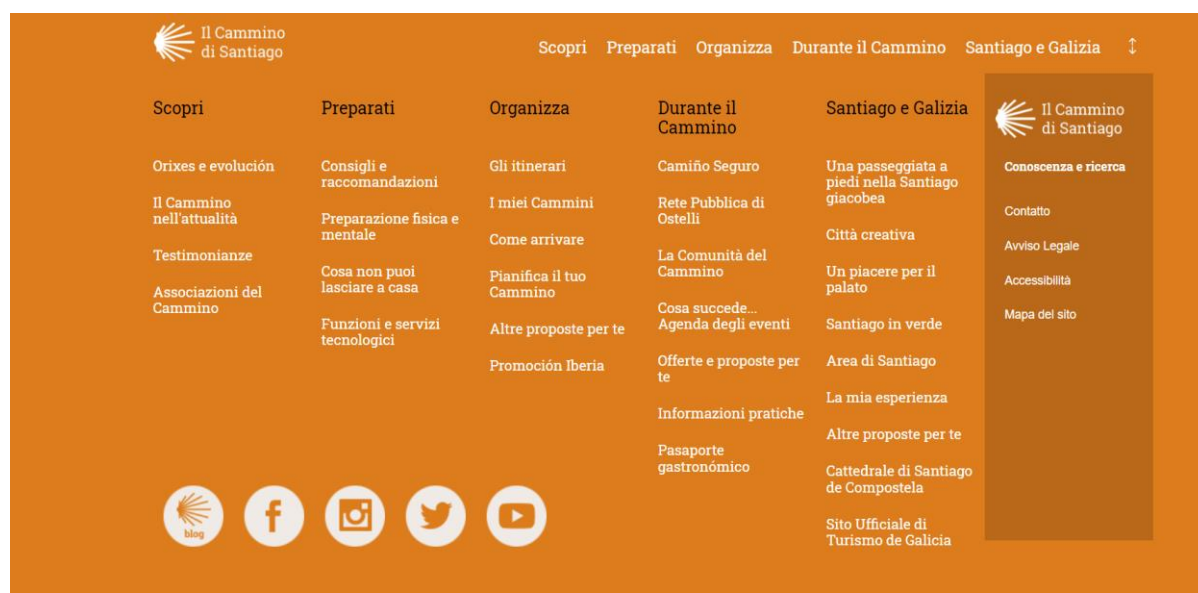 Il Cammino
di Santiago
Scopri Preparati Organizza Durante il Cammino Santiago e Galizia
Scopri
Orixes e evolución
Il Cammino
nell'attualità
Testimonianze
Associazioni del
Cammino
Preparati
Consigli e
raccomandazioni
Preparazione fisica e
mentale
Cosa non puoi
lasciare a casa
Funzioni e servizi
tecnologici
Organizza
Gli itinerari
I miei Cammini
Come arrivare
Pianifica il tuo
Cammino
Altre proposte per te
Promoción Iberia
Durante il
Cammino
Camiño Seguro
Rete Pubblica di
Ostelli
La Comunità del
Cammino
Cosa succede...
Agenda degli eventi
Offerte e proposte per
te
Informazioni pratiche
Pasaporte
gastronómico
Santiago e Galizia
Una passeggiata a
piedi nella Santiago
giacobea
Città creativa
Un piacere per il
palato
Santiago in verde
Area di Santiago
La mia esperienza
Altre proposte per te
Cattedrale di Santiago
de Compostela
Sito Ufficiale di
Turismo de Galicia
Il Cammino
di Santiago
Conoscenza e ricerca
Contatto
Avviso Legale
Accessibilità
Mapa del sito
blog